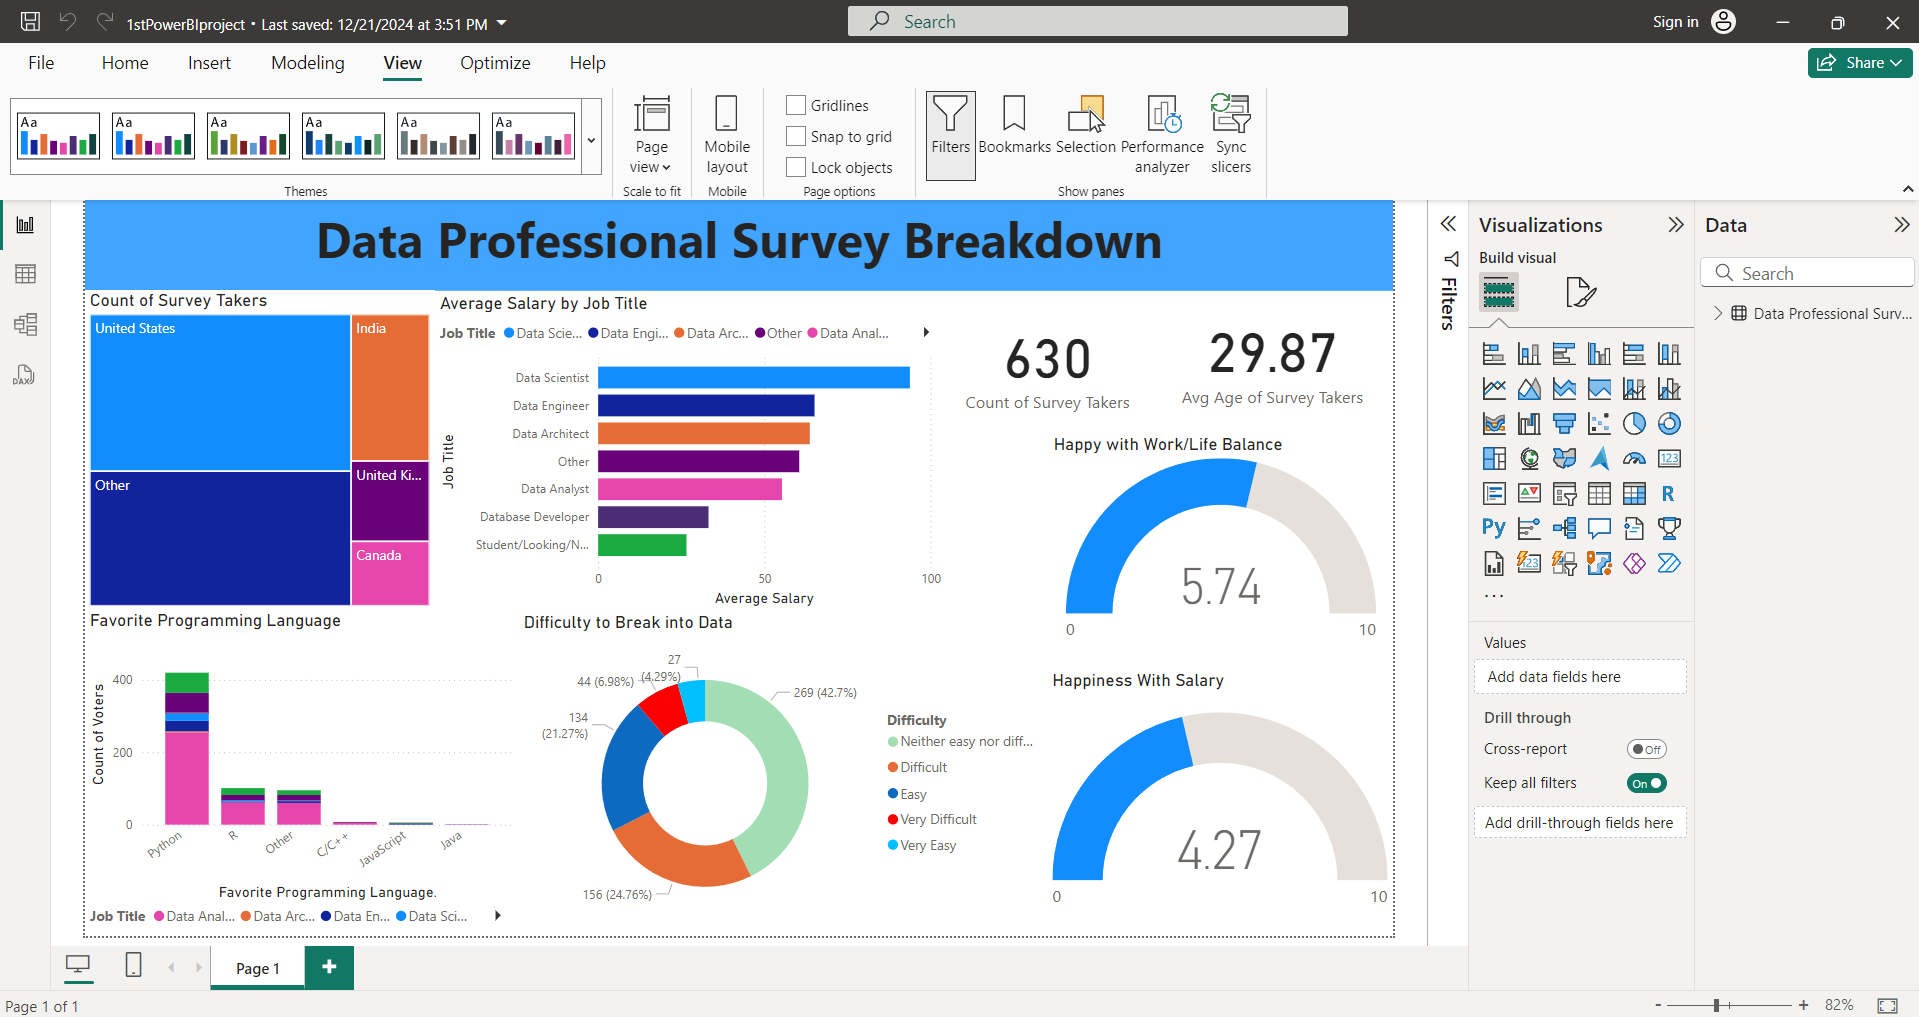 1stPowerBIproject • Last saved: 12/21/2024 at 3:51 PM
Search
Sign in
File
Home
Insert
Modeling
View
Optimize
Help
Share
Aa
Aa
Aa
Aa
Aa
Aa
Themes
Page view
Scale to fit
Mobile layout
Mobile
Gridlines
Snap to grid
Lock objects
Page options
Filters
Bookmarks
Selection
Performance analyzer
Sync slicers
Show panes
DAX
Data Professional Survey Breakdown
Count of Survey Takers
United States
India
Other
United Ki...
Canada
Average Salary by Job Title
Job Title
Data Scie...
Data Engi...
Data Arc...
Other
Data Anal...
Job Title
Data Scientist
Data Engineer
Data Architect
Other
Data Analyst
Database Developer
Student/Looking/N...
0
50
100
Average Salary
630
Count of Survey Takers
29.87
Avg Age of Survey Takers
Happy with Work/Life Balance
5.74
0
10
Favorite Programming Language
Count of Voters
400
200
0
Python
R
Other
C/C++
JavaScript
Java
Favorite Programming Language.
Job Title
Data Anal...
Data Arc...
Data En...
Data Sci...
Difficulty to Break into Data
27
(4.29%)
44 (6.98%)
134
(21.27%)
269 (42.7%)
156 (24.76%)
Difficulty
Neither easy nor diff...
Difficult
Easy
Very Difficult
Very Easy
Happiness With Salary
4.27
0
10
Filters
Visualizations
Build visual
123
R
Py
123
...
Values
Add data fields here
Drill through
Cross-report
Off
Keep all filters
On
Add drill-through fields here
Data
Search
Data Professional Surv...
Page 1
+
Page 1 of 1
-
+
82%